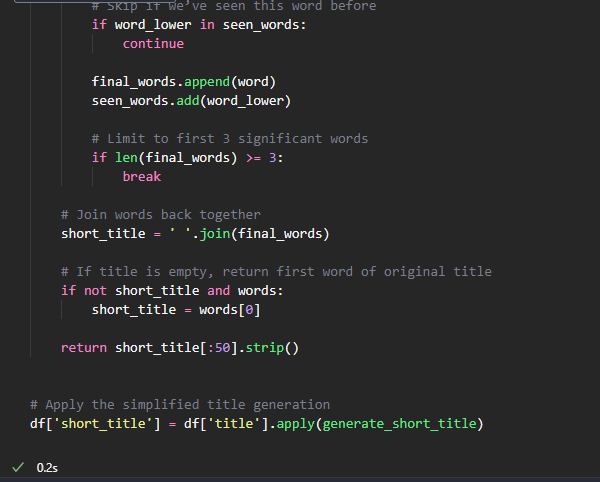 # Skip if we've seen this word before
if word_lower in seen_words:
continue
final_words.append(word)
seen_words.add(word_lower)
# Limit to first 3 significant words
if len(final_words) >= 3:
break
# Join words back together
short_title = ' '.join(final_words)
# If title is empty, return first word of original title
if not short_title and words:
short_title = words[0]
return short_title[:50].strip()
# Apply the simplified title generation
df['short_title'] = df['title'].apply(generate_short_title)
0.2s